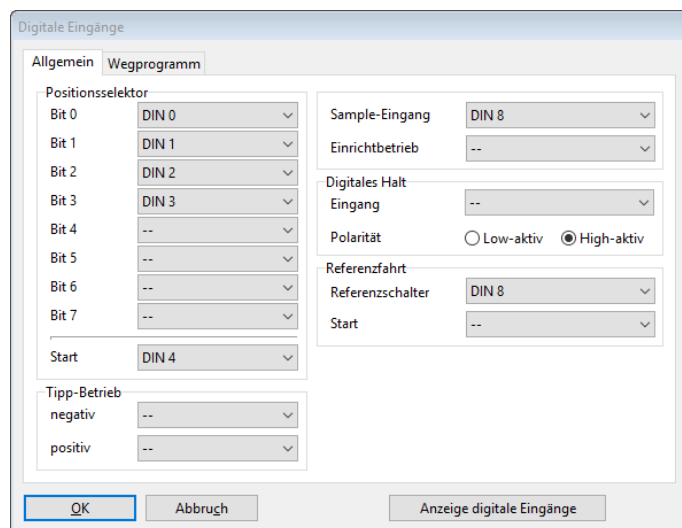 Digitale Eingänge
Allgemein Wegprogramm
Positionsselektor
Bit 0 DIN 0
Bit 1 DIN 1
Bit 2 DIN 2
Bit 3 DIN 3
Bit 4 --
Bit 5 --
Bit 6 --
Bit 7 --
Start DIN 4
Tipp-Betrieb
negativ --
positiv --
Sample-Eingang DIN 8
Einrichtbetrieb --
Digitales Halt
Eingang --
Polarität Low-aktiv High-aktiv
Referenzfahrt
Referenzschalter DIN 8
Start --
OK Abbruch Anzeige digitale Eingänge